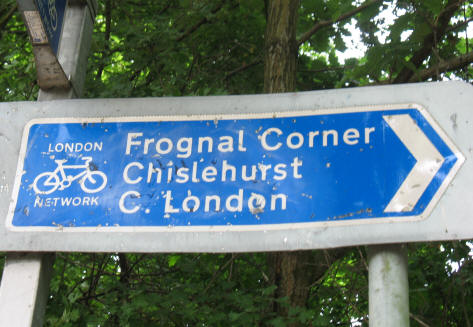 LONDON
NETWORK
Frognal Corner
Chislehurst
C. London